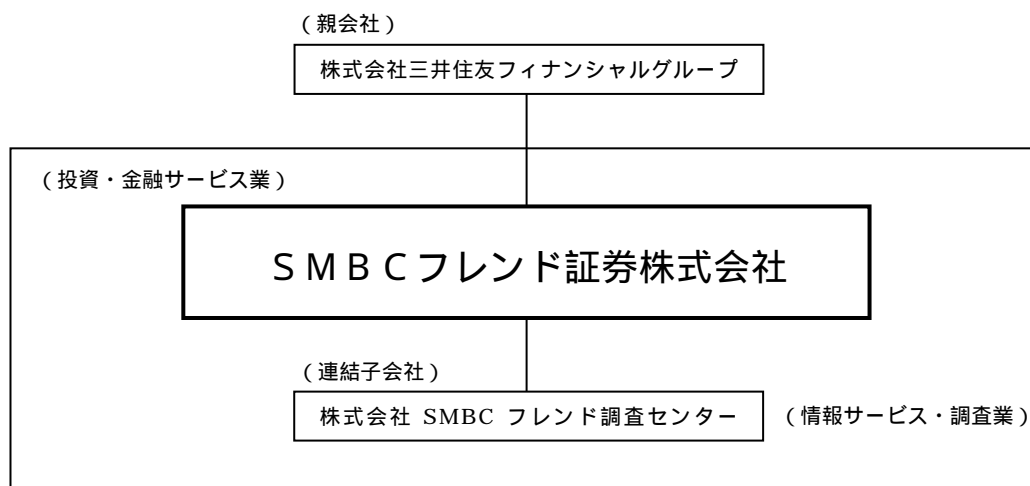 （親会社）
株式会社三井住友フィナンシャルグループ
（投資・金融サービス業）
ＳＭＢＣフレンド証券株式会社
（連結子会社）
株式会社 SMBC フレンド調査センター （情報サービス・調査業）